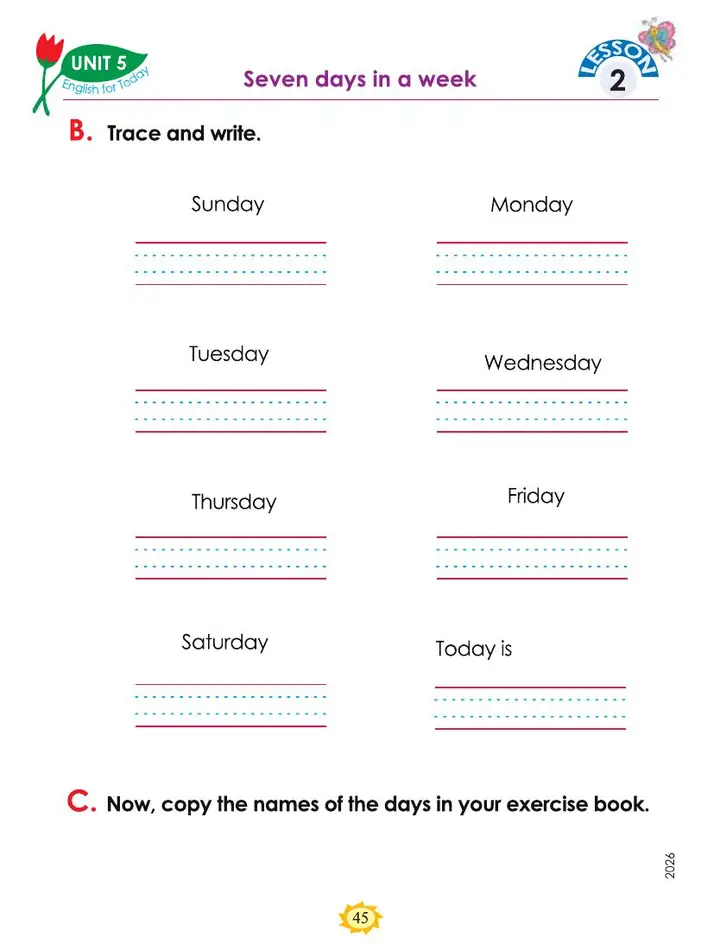 UNIT 5
English for Today
Seven days in a week
LESSON
2
B. Trace and write.
Sunday
Monday
Tuesday
Wednesday
Thursday
Friday
Saturday
Today is
C. Now, copy the names of the days in your exercise book.
2026
45